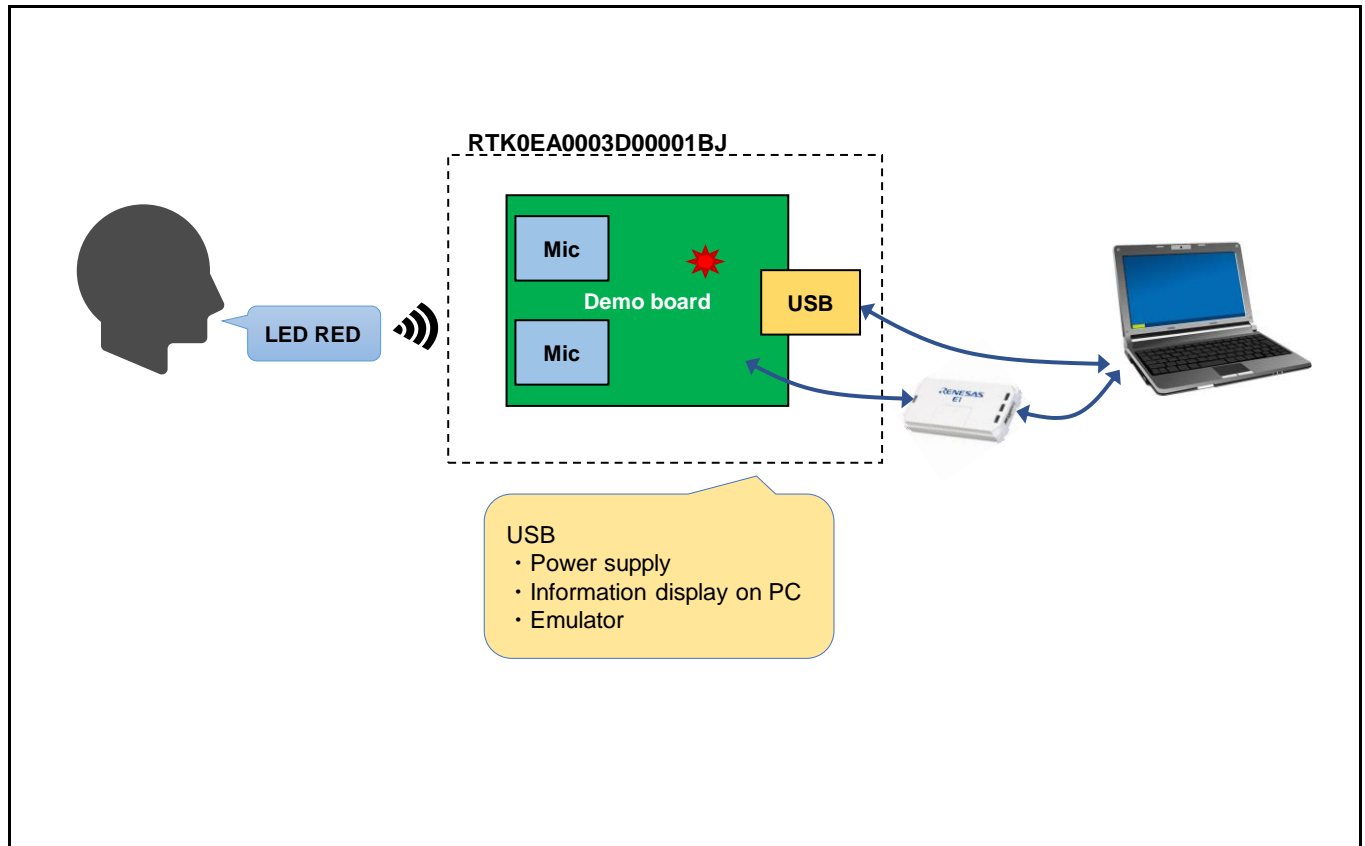 RTK0EA0003D00001BJ
Mic
Demo board
USB
LED RED
Mic
RENESAS
E1
USB
・Power supply
・Information display on PC
・Emulator